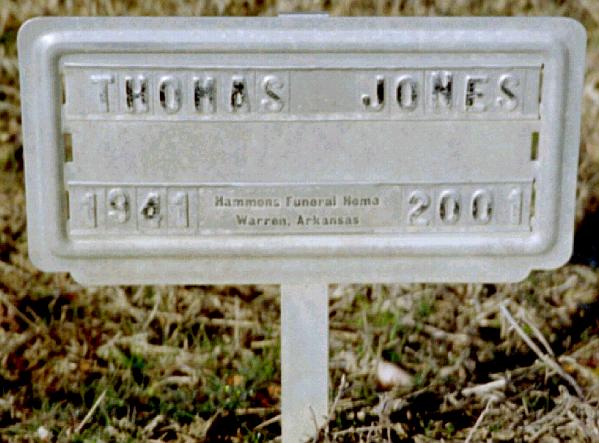 THOMAS JONES
1941 Hammons Funeral Home 2001
Warren, Arkansas